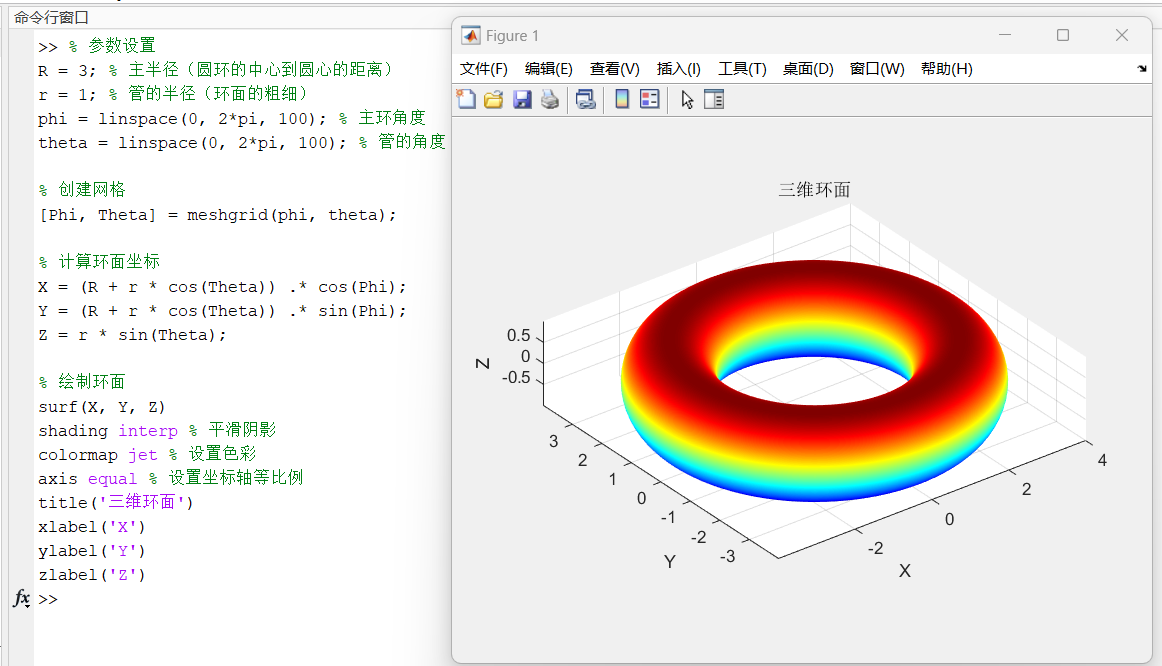 命令行窗口
>> % 参数设置
R = 3; % 主半径（圆环的中心到圆心的距离）
r = 1; % 管的半径（环面的粗细）
phi = linspace(0, 2*pi, 100); % 主环角度
theta = linspace(0, 2*pi, 100); % 管的角度
% 创建网格
[Phi, Theta] = meshgrid(phi, theta);
% 计算环面坐标
X = (R + r * cos(Theta)) .* cos(Phi);
Y = (R + r * cos(Theta)) .* sin(Phi);
Z = r * sin(Theta);
% 绘制环面
surf(X, Y, Z)
shading interp % 平滑阴影
colormap jet % 设置色彩
axis equal % 设置坐标轴等比例
title('三维环面')
xlabel('X')
ylabel('Y')
zlabel('Z')
fx >>
Figure 1
文件(F) 编辑(E) 查看(V) 插入(I) 工具(T) 桌面(D) 窗口(W) 帮助(H)
三维环面
0.5
0
-0.5
Z
3
2
1
0
-1
-2
-3
Y
4
2
0
-2
X